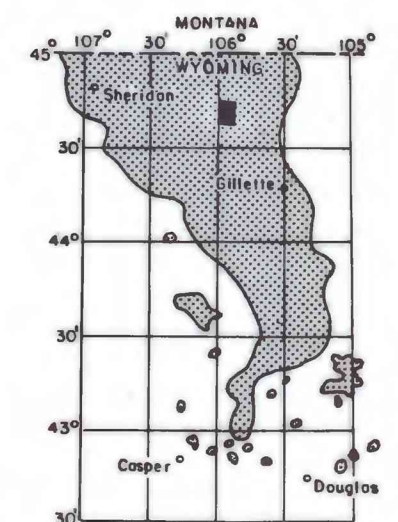 MONTANA
107° 30' 106° 30' 105°
45°
WYOMING
Sheridan
30'
Gillette
44°
30'
43°
Casper
Douglas
30'